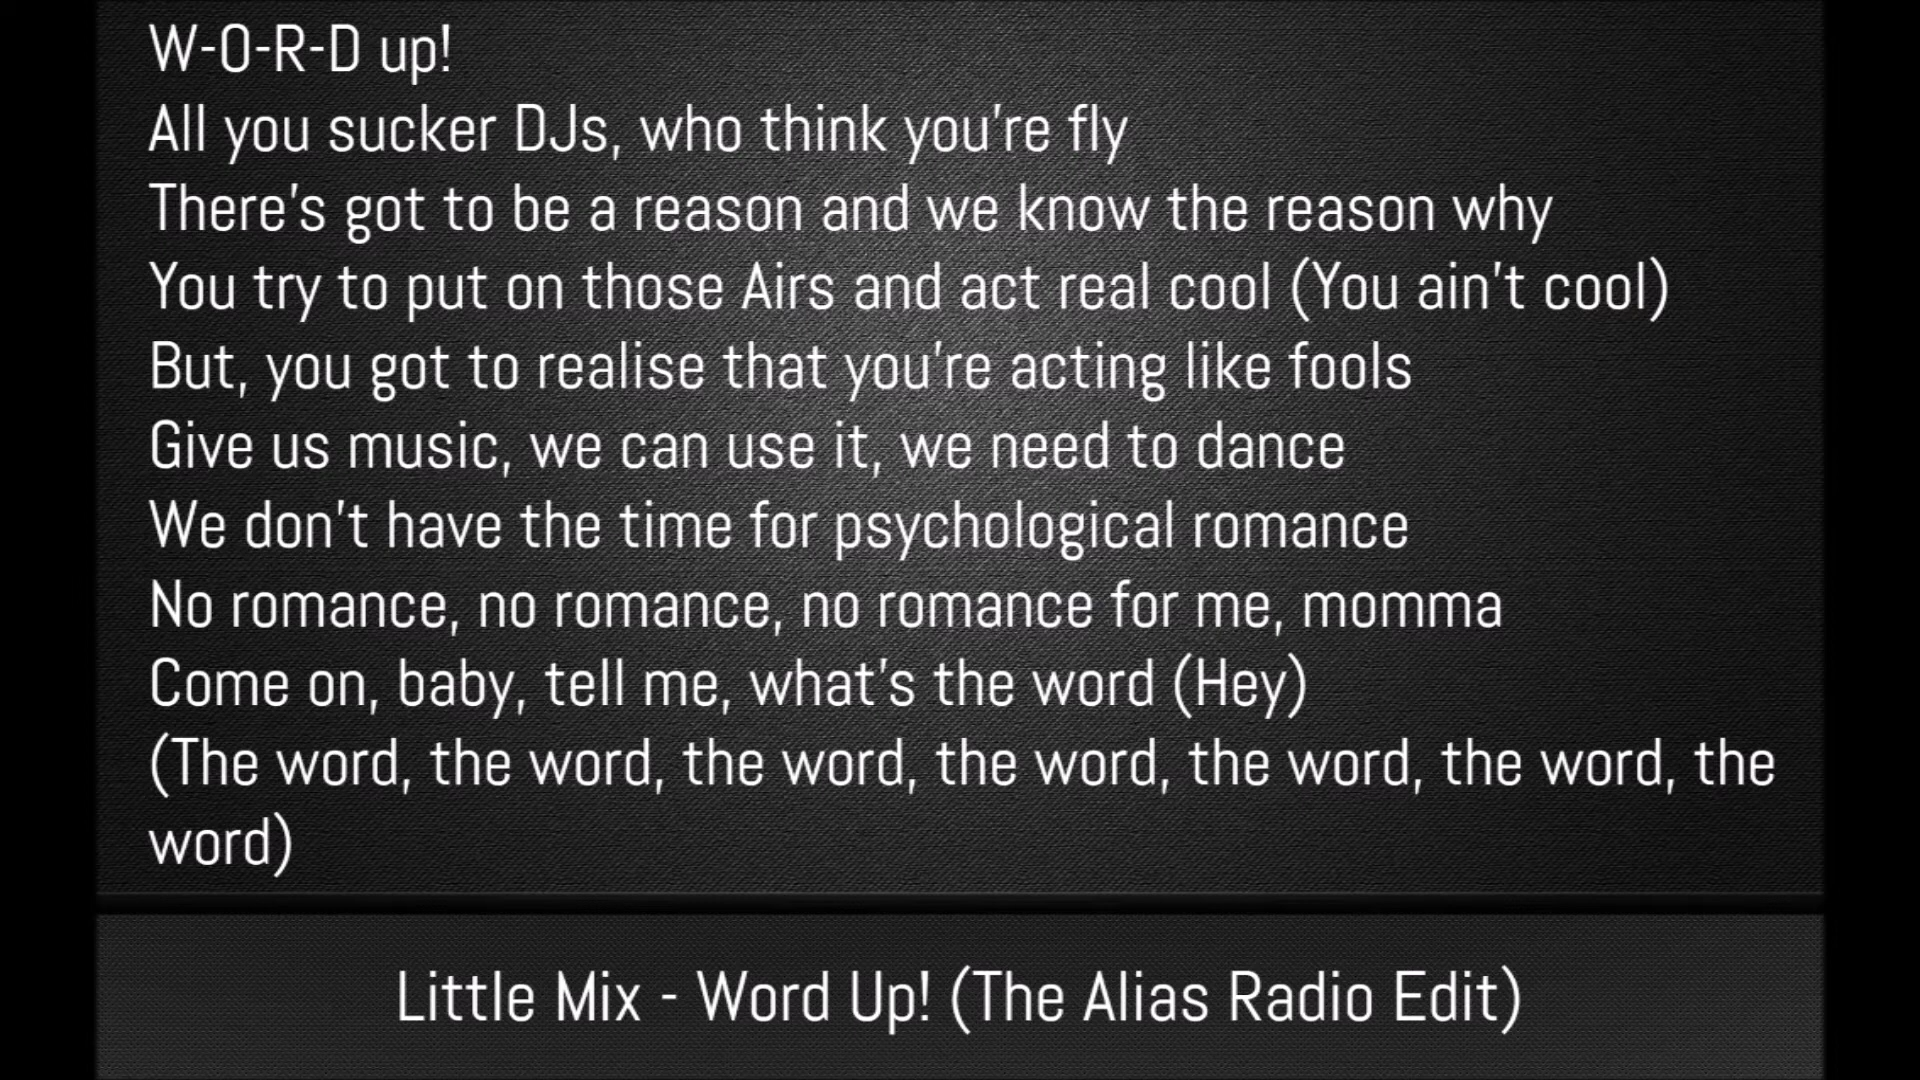 W-O-R-D up!
All you sucker DJs, who think you're fly
There's got to be a reason and we know the reason why
You try to put on those Airs and act real cool (You ain't cool)
But, you got to realise that you're acting like fools
Give us music, we can use it, we need to dance
We don't have the time for psychological romance
No romance, no romance, no romance for me, momma
Come on, baby, tell me, what's the word (Hey)
(The word, the word, the word, the word, the word, the word, the
word)
Little Mix - Word Up! (The Alias Radio Edit)